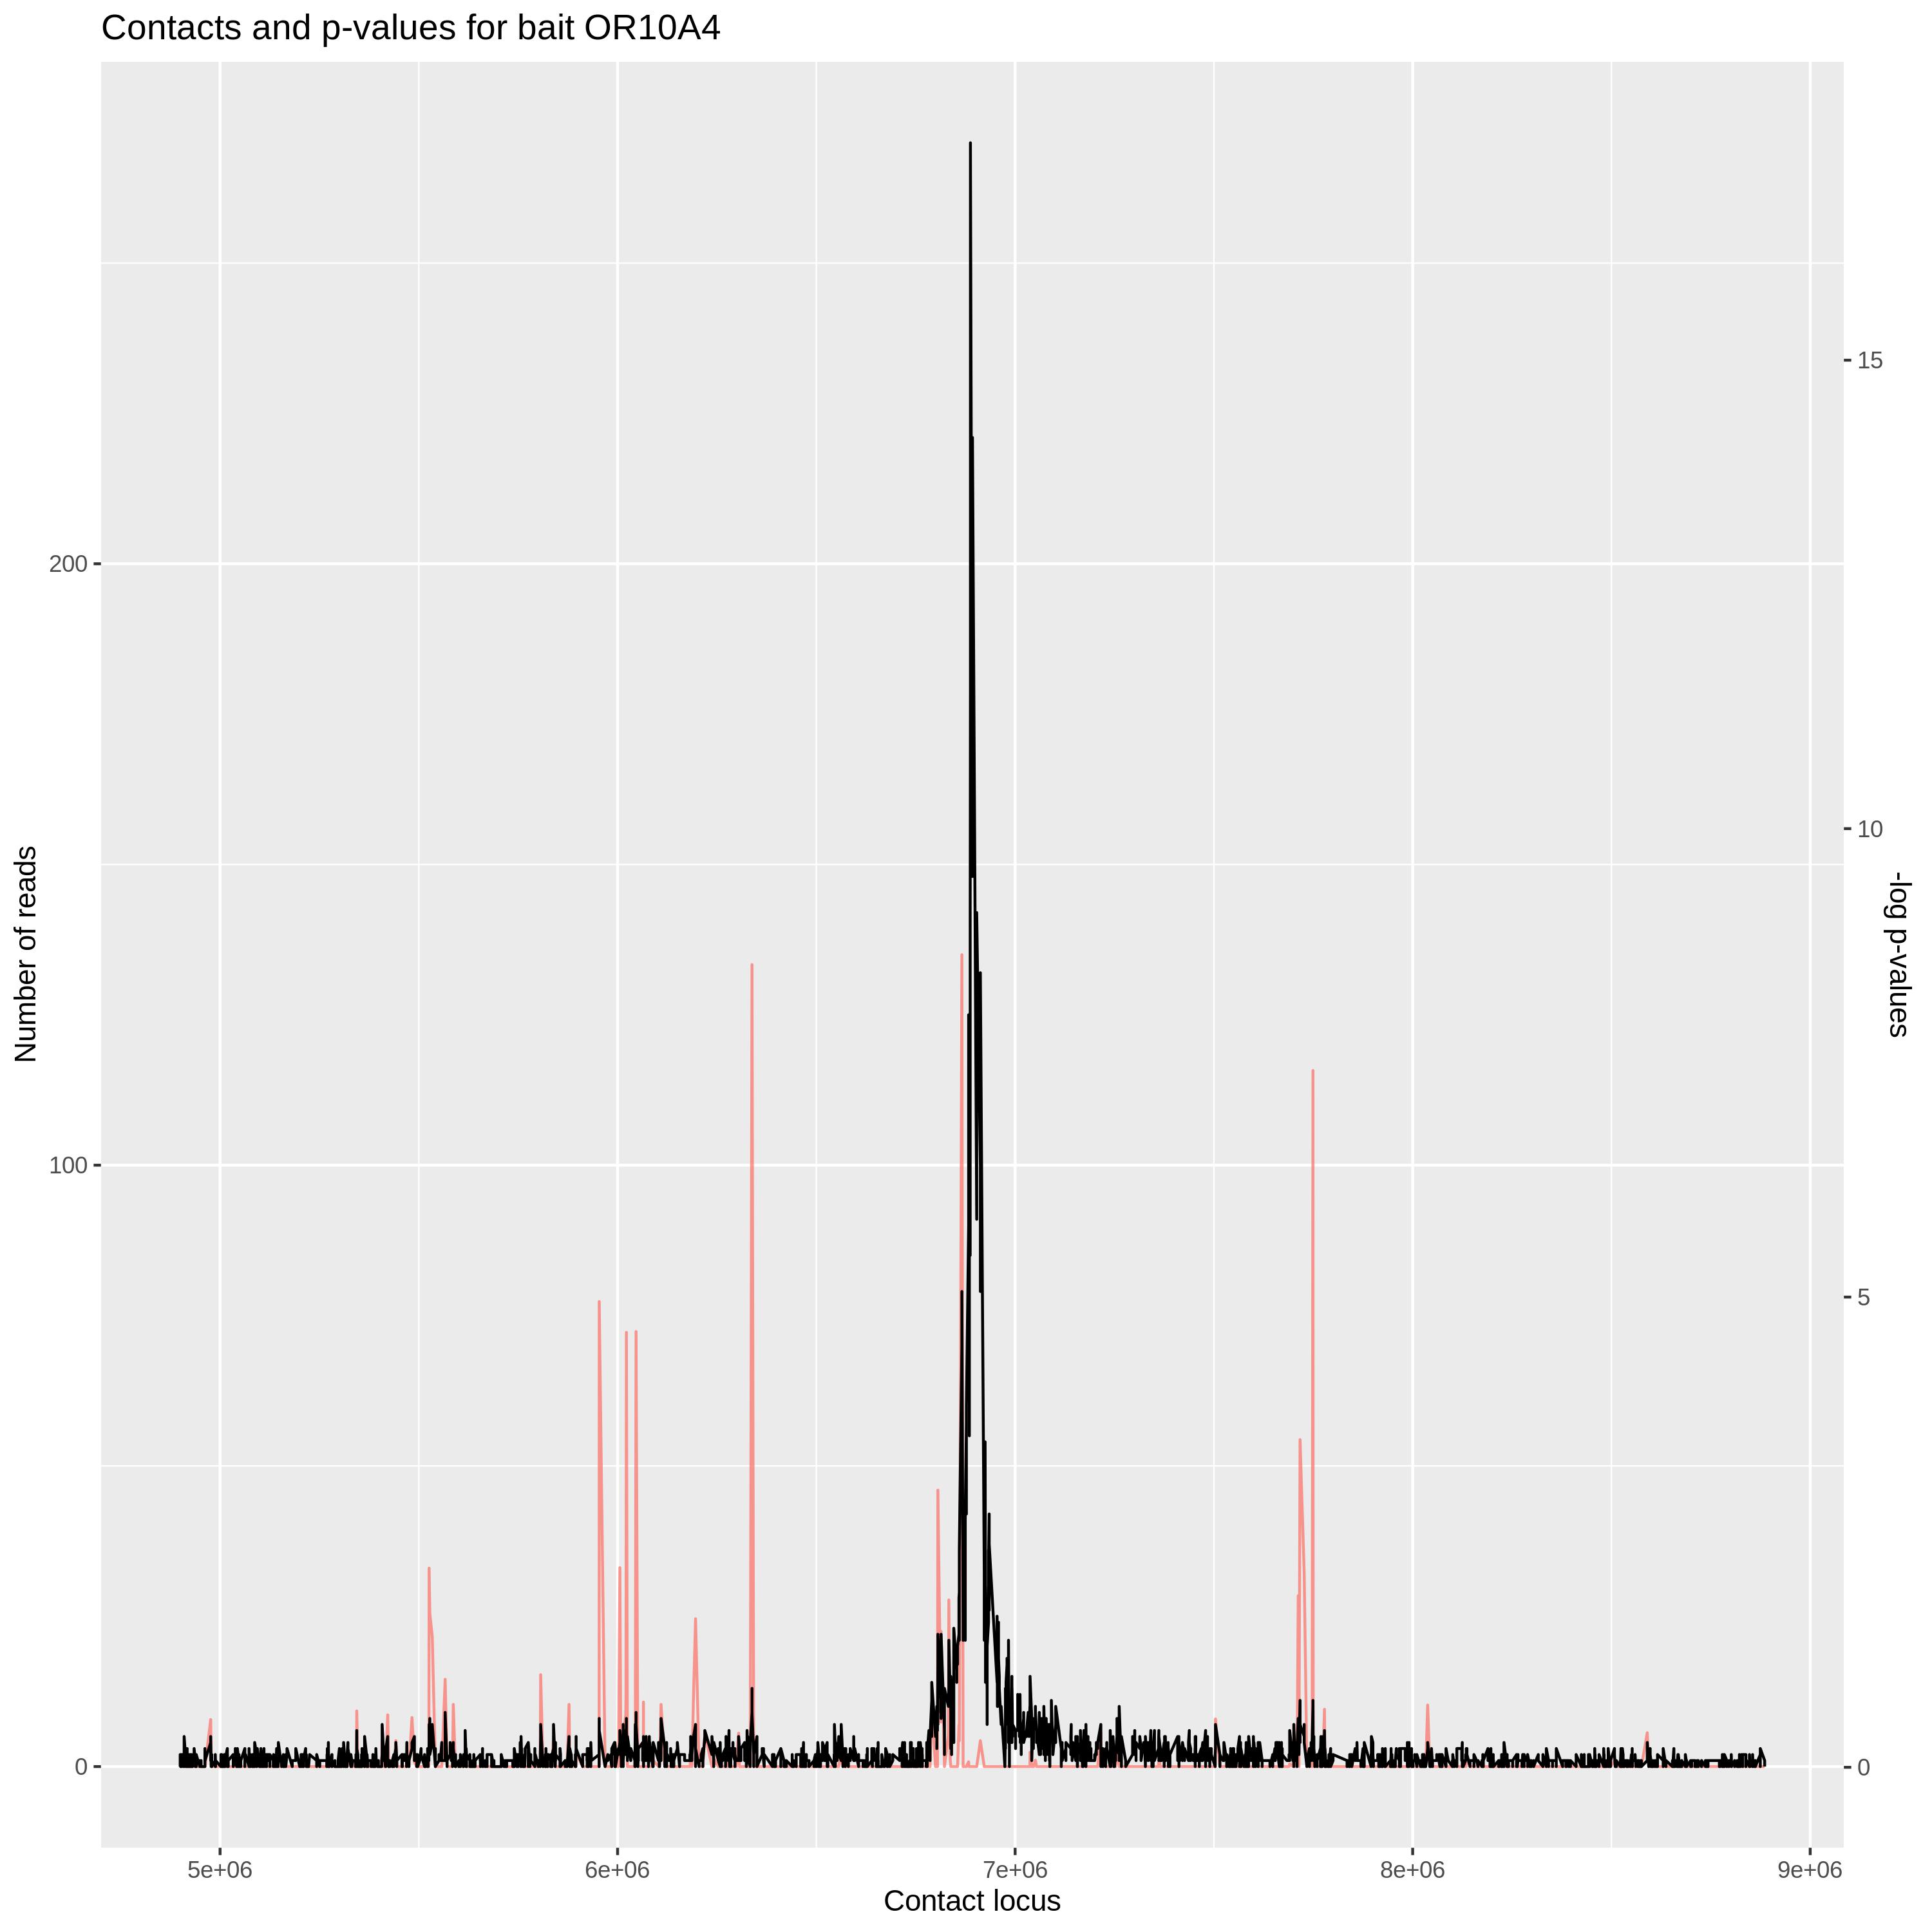 Contacts and p-values for bait OR10A4
Number of reads
200
100
0
15
10
5
0
-log p-values
5e+06
6e+06
7e+06
8e+06
9e+06
Contact locus